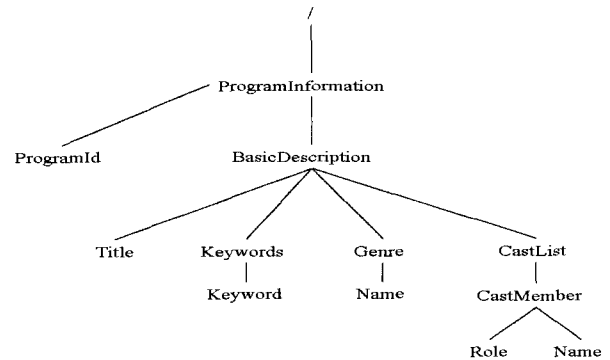 /
ProgramInformation
ProgramId BasicDescription
Title Keywords Genre CastList
Keyword Name CastMember
Role Name